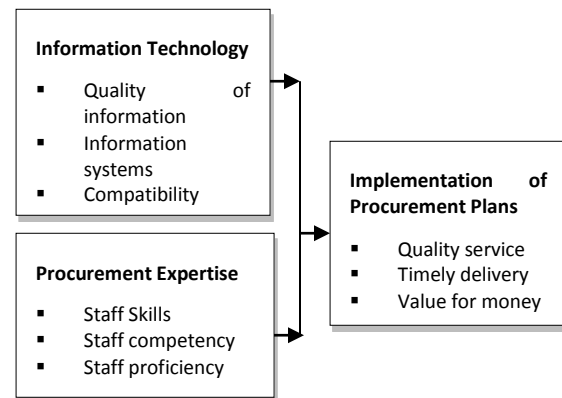 Information Technology
▪ Quality of
information
▪ Information
systems
▪ Compatibility
Procurement Expertise
▪ Staff Skills
▪ Staff competency
▪ Staff proficiency
Implementation of
Procurement Plans
▪ Quality service
▪ Timely delivery
▪ Value for money